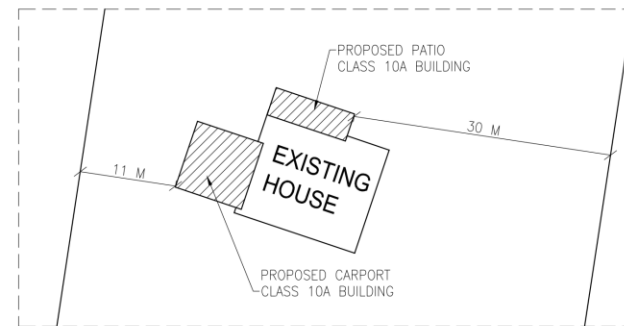 PROPOSED PATIO
CLASS 10A BUILDING
30 M
EXISTING
HOUSE
11 M
PROPOSED CARPORT
CLASS 10A BUILDING